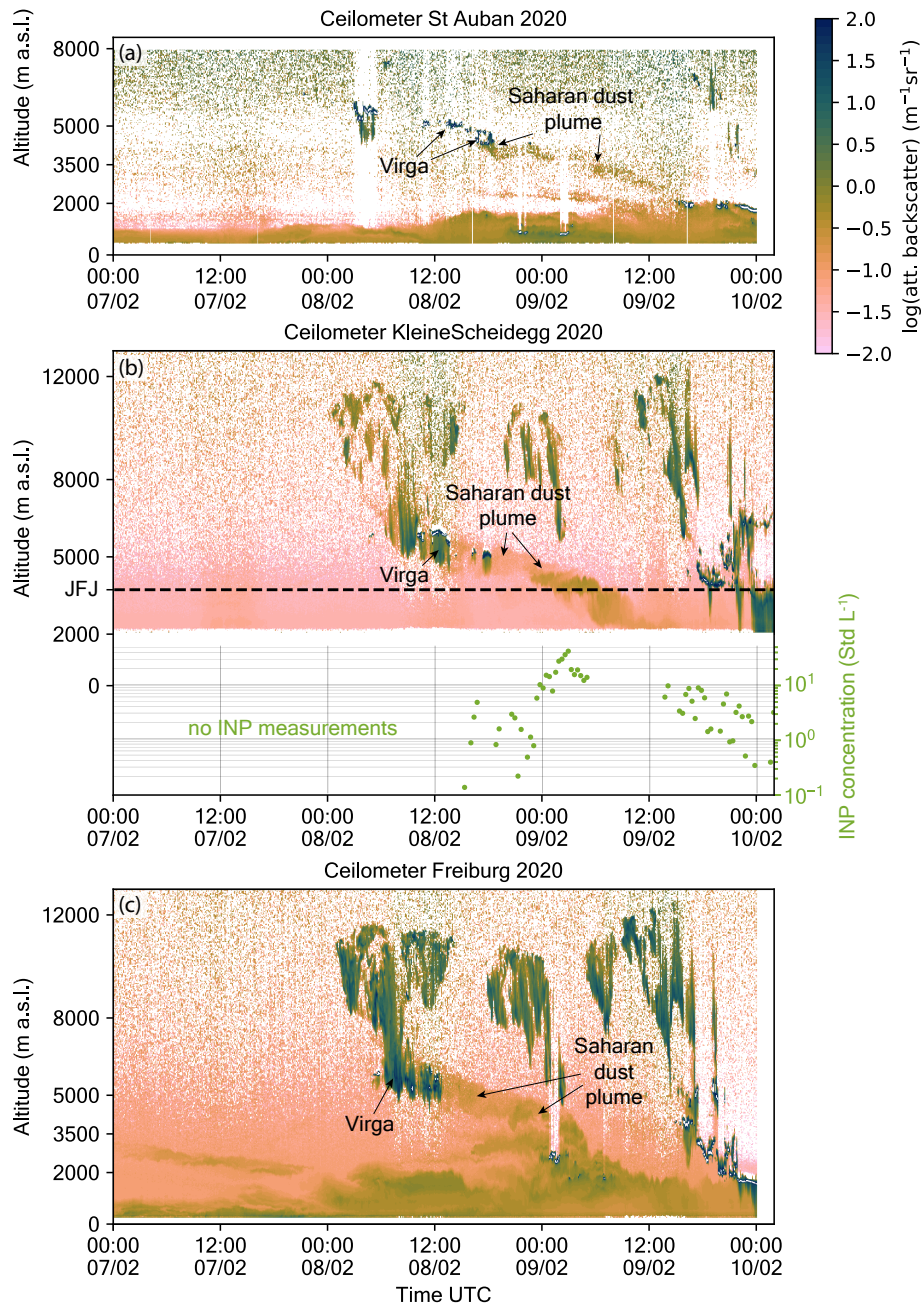 Ceilometer St Auban 2020
(a)
Altitude (m a.s.l.)
8000
5000
3500
2000
0
Saharan dust
plume
Virga
00:00 12:00 00:00 12:00 00:00 12:00 00:00
07/02 07/02 08/02 08/02 09/02 09/02 10/02
2.0
1.5
1.0
0.5
0.0
−0.5
−1.0
−1.5
−2.0
log(att. backscatter) (m⁻¹sr⁻¹)
Ceilometer KleineScheidegg 2020
(b)
Altitude (m a.s.l.)
12000
8000
5000
JFJ
2000
0
Saharan dust
plume
Virga
no INP measurements
10¹
10⁰
10⁻¹
INP concentration (Std L⁻¹)
00:00 12:00 00:00 12:00 00:00 12:00 00:00
07/02 07/02 08/02 08/02 09/02 09/02 10/02
Ceilometer Freiburg 2020
(c)
Altitude (m a.s.l.)
12000
8000
5000
3500
2000
0
Saharan
dust
plume
Virga
00:00 12:00 00:00 12:00 00:00 12:00 00:00
07/02 07/02 08/02 08/02 09/02 09/02 10/02
Time UTC